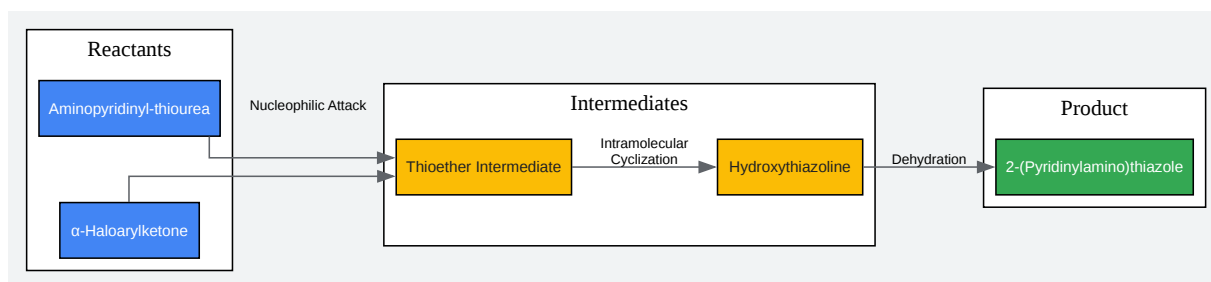 Reactants
Aminopyridinyl-thiourea
α-Haloarylketone
Nucleophilic Attack
Intermediates
Thioether Intermediate
Intramolecular
Cyclization
Hydroxythiazoline
Dehydration
Product
2-(Pyridinylamino)thiazole